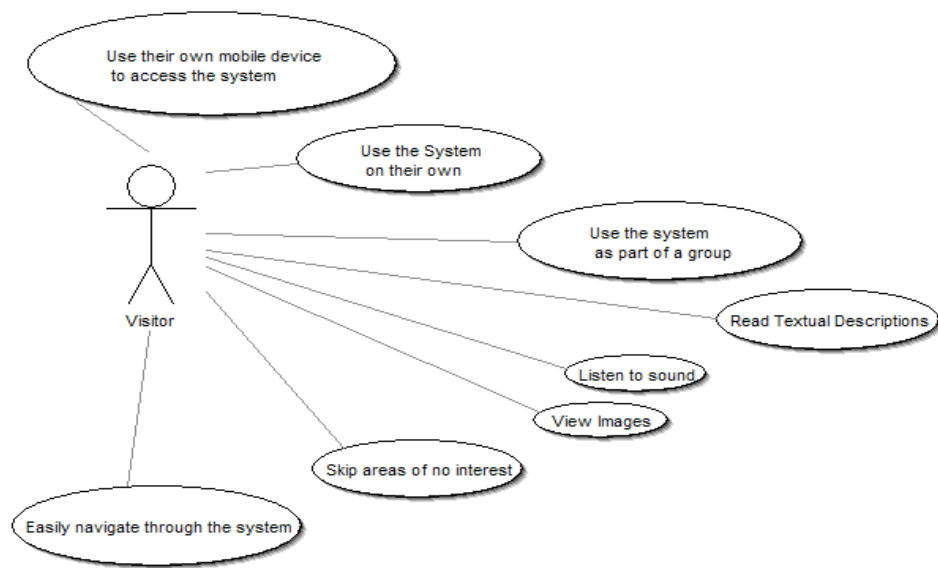 Use their own mobile device
to access the system
Use the System
on their own
Use the system
as part of a group
Visitor
Read Textual Descriptions
Listen to sound
View Images
Skip areas of no interest
Easily navigate through the system